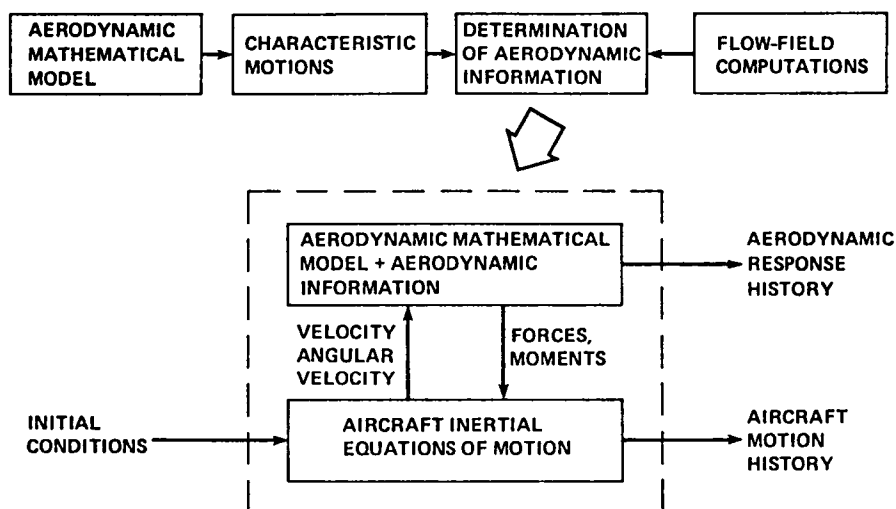 AERODYNAMIC
MATHEMATICAL
MODEL
CHARACTERISTIC
MOTIONS
DETERMINATION
OF AERODYNAMIC
INFORMATION
FLOW-FIELD
COMPUTATIONS
AERODYNAMIC MATHEMATICAL
MODEL + AERODYNAMIC
INFORMATION
AERODYNAMIC
RESPONSE
HISTORY
VELOCITY
ANGULAR
VELOCITY
FORCES,
MOMENTS
INITIAL
CONDITIONS
AIRCRAFT INERTIAL
EQUATIONS OF MOTION
AIRCRAFT
MOTION
HISTORY